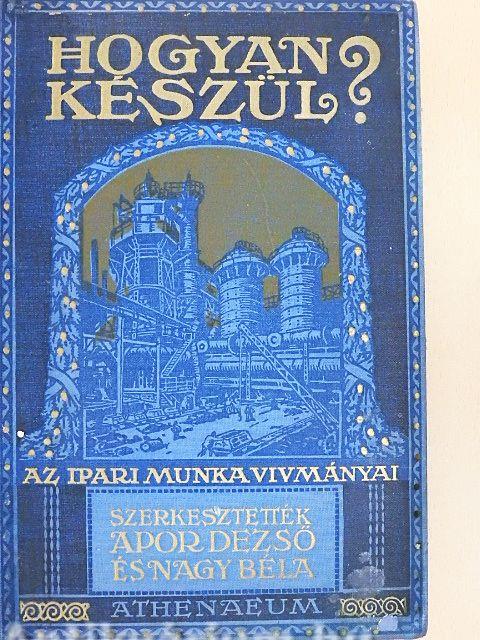 HOGYAN
KÉSZÜL?
AZ IPARI MUNKA VIVMÁNYAI
SZERKESZTETTÉK
APOR DEZSŐ
ÉS NAGY BÉLA
ATHENAEUM